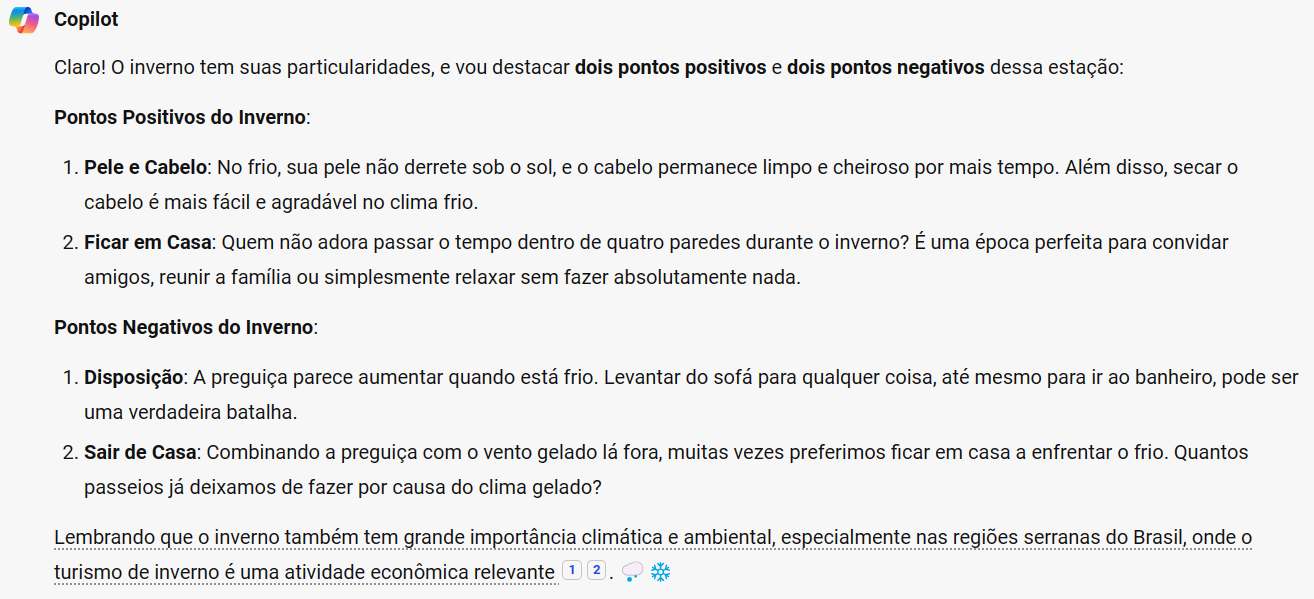 Copilot
Claro! O inverno tem suas particularidades, e vou destacar dois pontos positivos e dois pontos negativos dessa estação:
Pontos Positivos do Inverno:
1. Pele e Cabelo: No frio, sua pele não derrete sob o sol, e o cabelo permanece limpo e cheiroso por mais tempo. Além disso, secar o
cabelo é mais fácil e agradável no clima frio.
2. Ficar em Casa: Quem não adora passar o tempo dentro de quatro paredes durante o inverno? É uma época perfeita para convidar
amigos, reunir a família ou simplesmente relaxar sem fazer absolutamente nada.
Pontos Negativos do Inverno:
1. Disposição: A preguiça parece aumentar quando está frio. Levantar do sofá para qualquer coisa, até mesmo para ir ao banheiro, pode ser
uma verdadeira batalha.
2. Sair de Casa: Combinando a preguiça com o vento gelado lá fora, muitas vezes preferimos ficar em casa a enfrentar o frio. Quantos
passeios já deixamos de fazer por causa do clima gelado?
Lembrando que o inverno também tem grande importância climática e ambiental, especialmente nas regiões serranas do Brasil, onde o
turismo de inverno é uma atividade econômica relevante 1 2 . 🌨️❄️